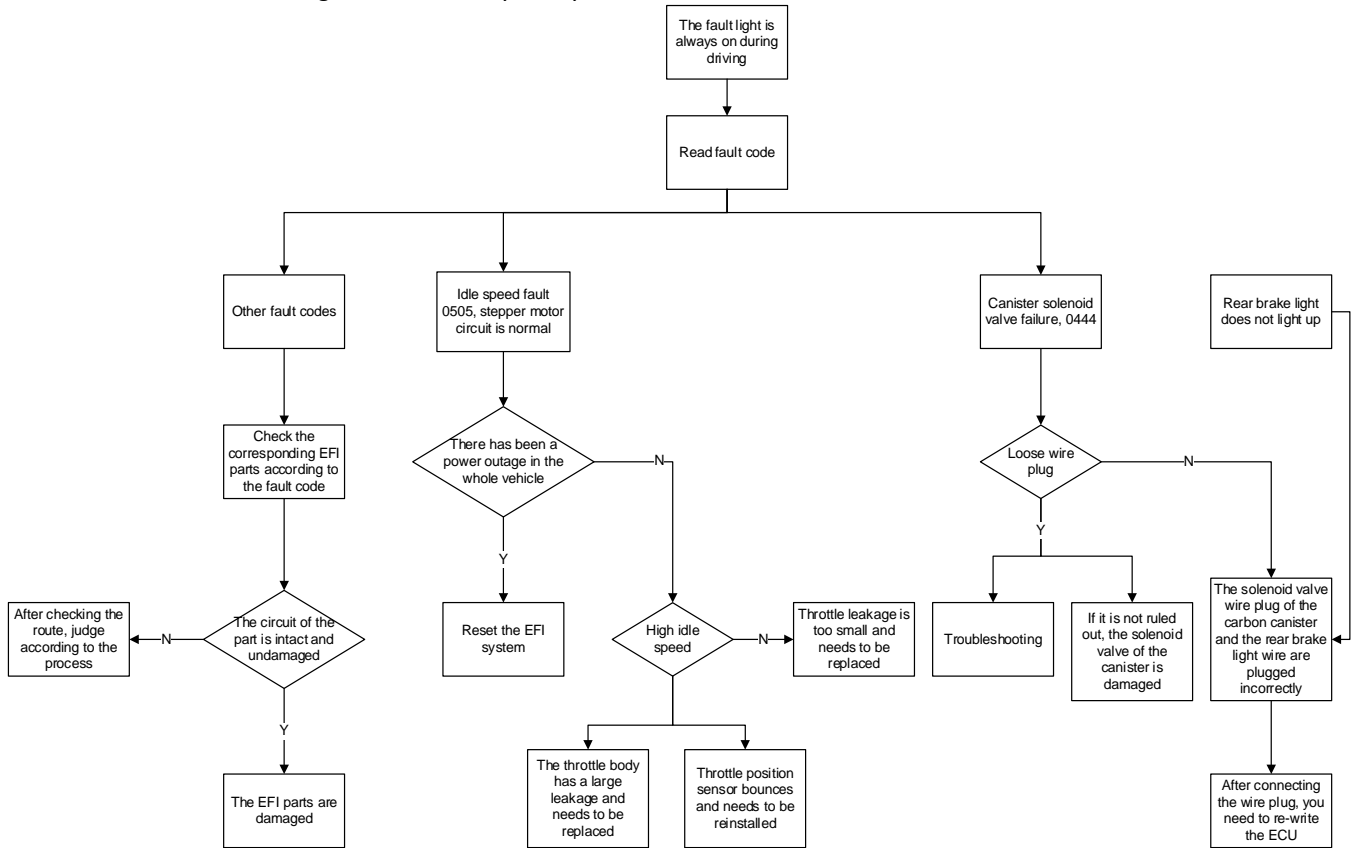 The fault light is
always on during
driving
Read fault code
Other fault codes
Idle speed fault
0505, stepper motor
circuit is normal
Canister solenoid
valve failure, 0444
Rear brake light
does not light up
Check the
corresponding EFI
parts according to
the fault code
There has been a
power outage in the
whole vehicle
N
Loose wire
plug
N
Y
Y
After checking the
route, judge
according to the
process
N
The circuit of the
part is intact and
undamaged
Reset the EFI
system
High idle
speed
N
Throttle leakage is
too small and
needs to be
replaced
Troubleshooting
If it is not ruled
out, the solenoid
valve of the
canister is
damaged
The solenoid valve
wire plug of the
carbon canister
and the rear brake
light wire are
plugged
incorrectly
Y
The EFI parts are
damaged
The throttle body
has a large
leakage and
needs to be
replaced
Throttle position
sensor bounces
and needs to be
reinstalled
After connecting
the wire plug, you
need to re-write
the ECU